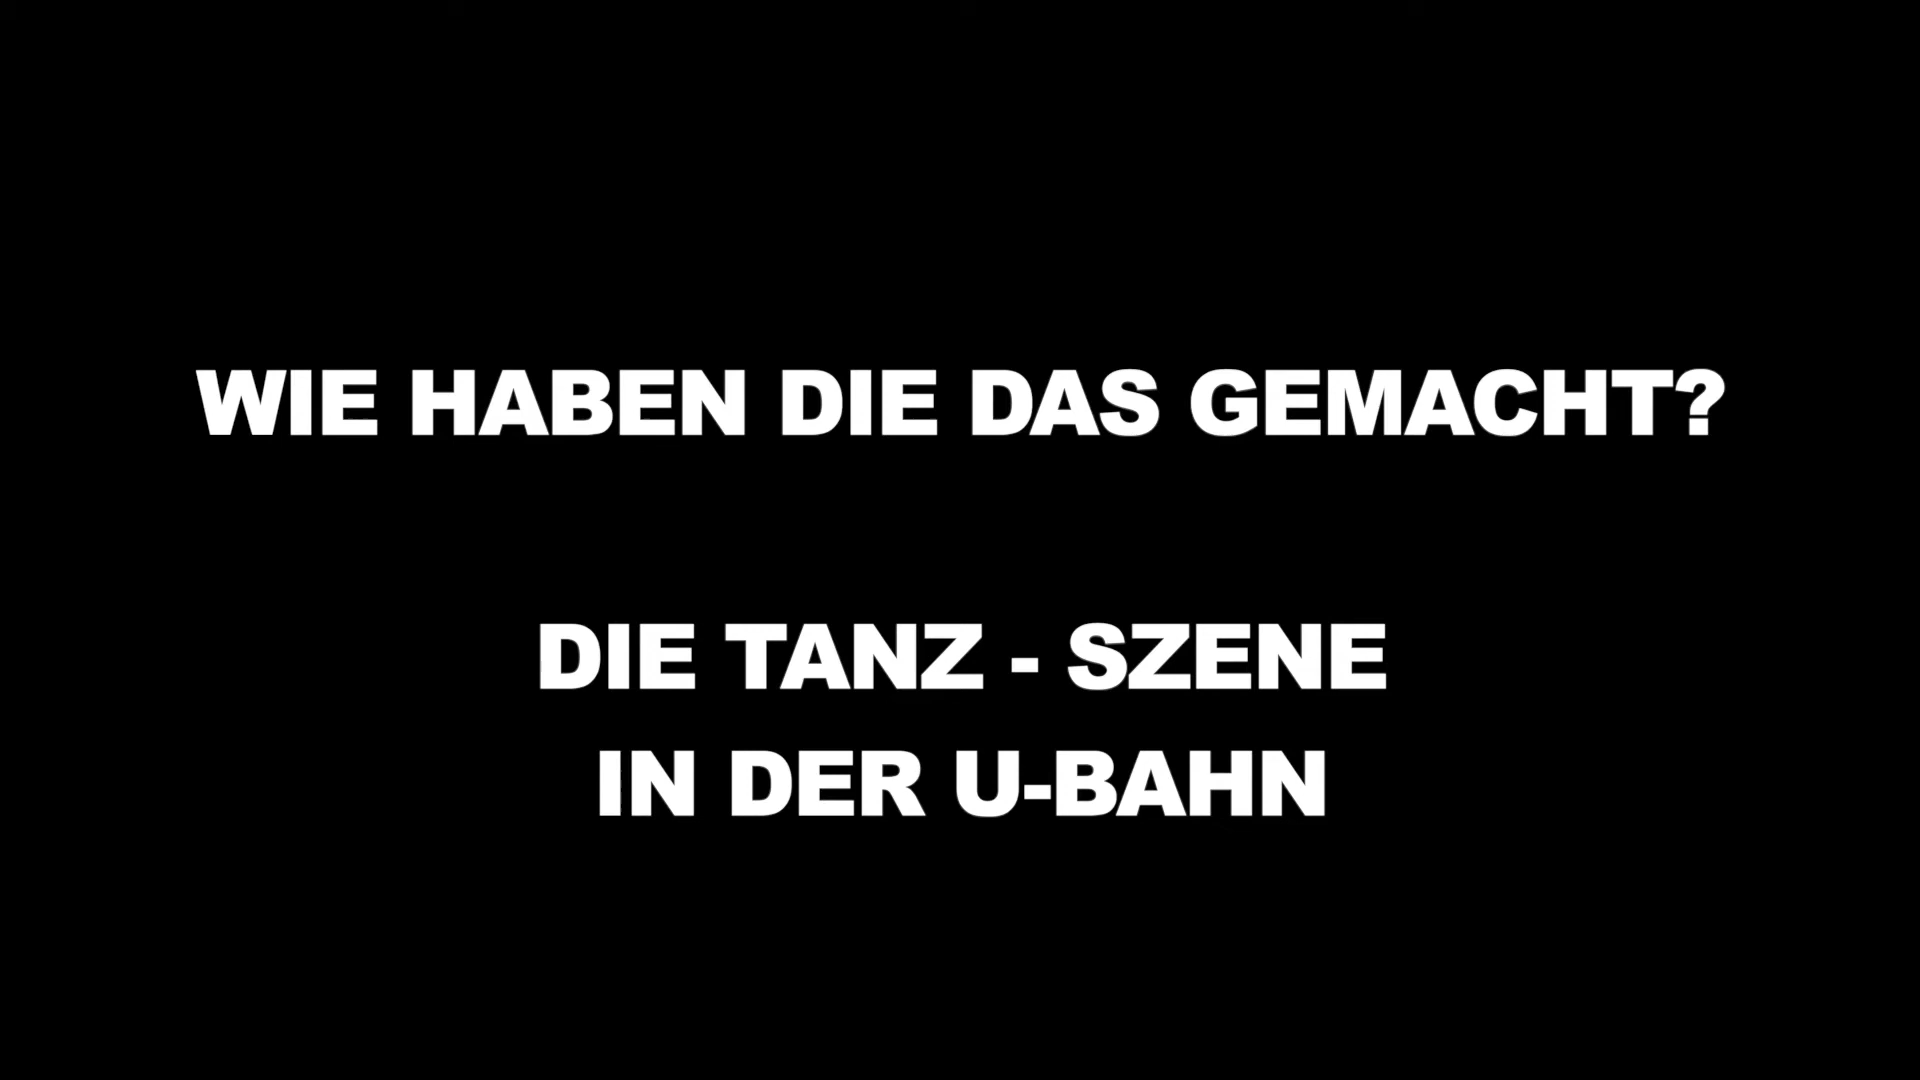 WIE HABEN DIE DAS GEMACHT?
DIE TANZ - SZENE
IN DER U-BAHN